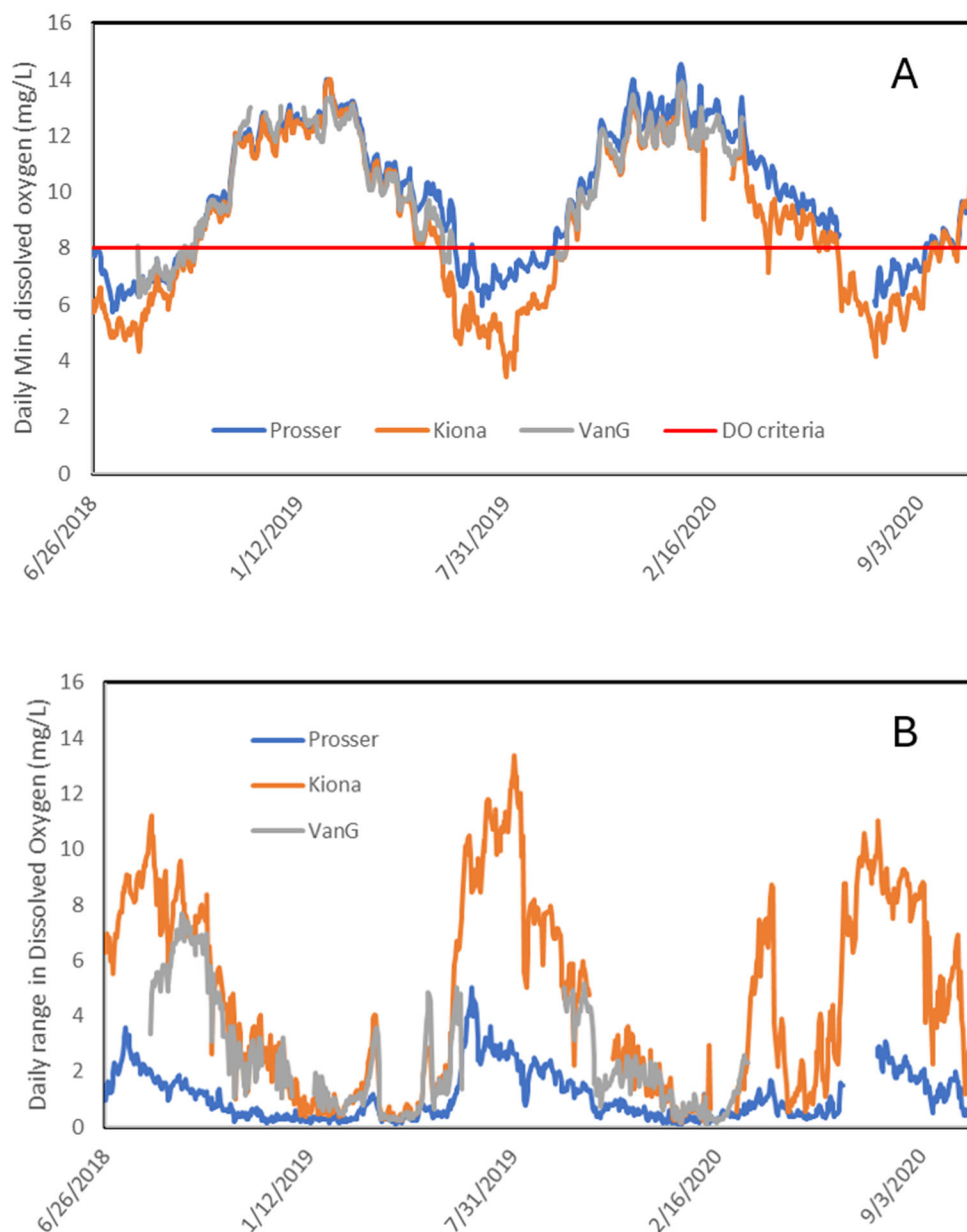 A
Daily Min. dissolved oxygen (mg/L)
16
14
12
10
8
6
4
2
0
Prosser Kiona VanG DO criteria
6/26/2018 1/12/2019 7/31/2019 2/16/2020 9/3/2020
B
Daily range in Dissolved Oxygen (mg/L)
16
14
12
10
8
6
4
2
0
Prosser
Kiona
VanG
6/26/2018 1/12/2019 7/31/2019 2/16/2020 9/3/2020